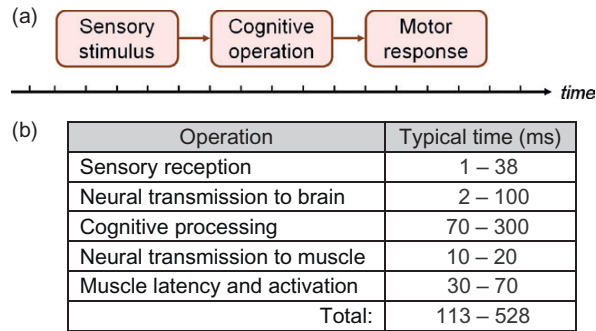 (a)
Sensory stimulus
Cognitive operation
Motor response
time
(b)
Operation Typical time (ms)
Sensory reception 1 – 38
Neural transmission to brain 2 – 100
Cognitive processing 70 – 300
Neural transmission to muscle 10 – 20
Muscle latency and activation 30 – 70
Total: 113 – 528